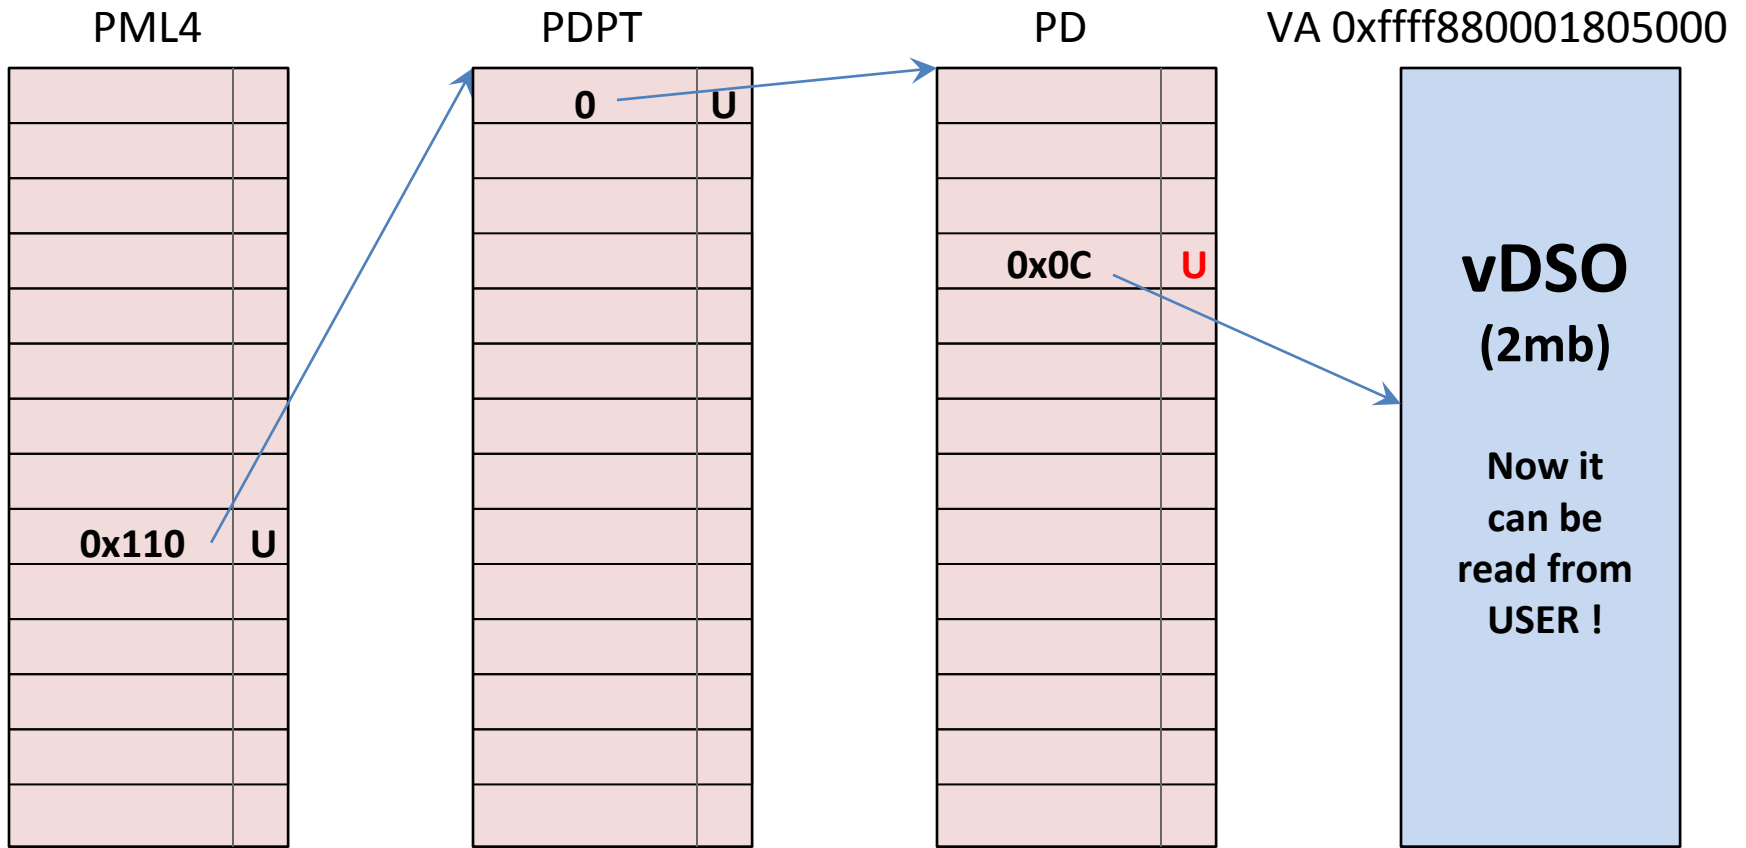 PML4
PDPT
PD
VA 0xffff880001805000
0
U
0x0C
U
0x110
U
vDSO
(2mb)
Now it
can be
read from
USER !